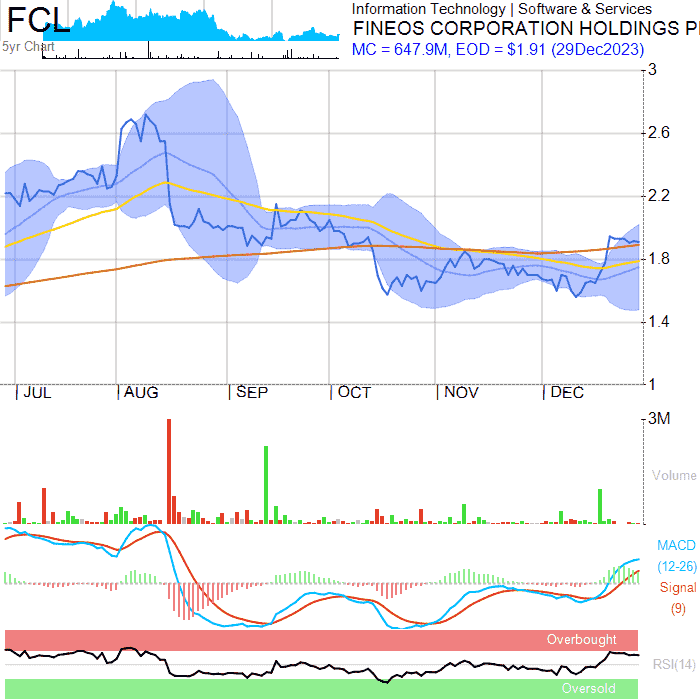 FCL
5yr Chart
Information Technology | Software & Services
FINEOS CORPORATION HOLDINGS P
MC = 647.9M, EOD = $1.91 (29Dec2023)
3
2.6
2.2
1.8
1.4
1
JUL AUG SEP OCT NOV DEC
3M
Volume
MACD
(12-26)
Signal
(9)
Overbought
RSI(14)
Oversold